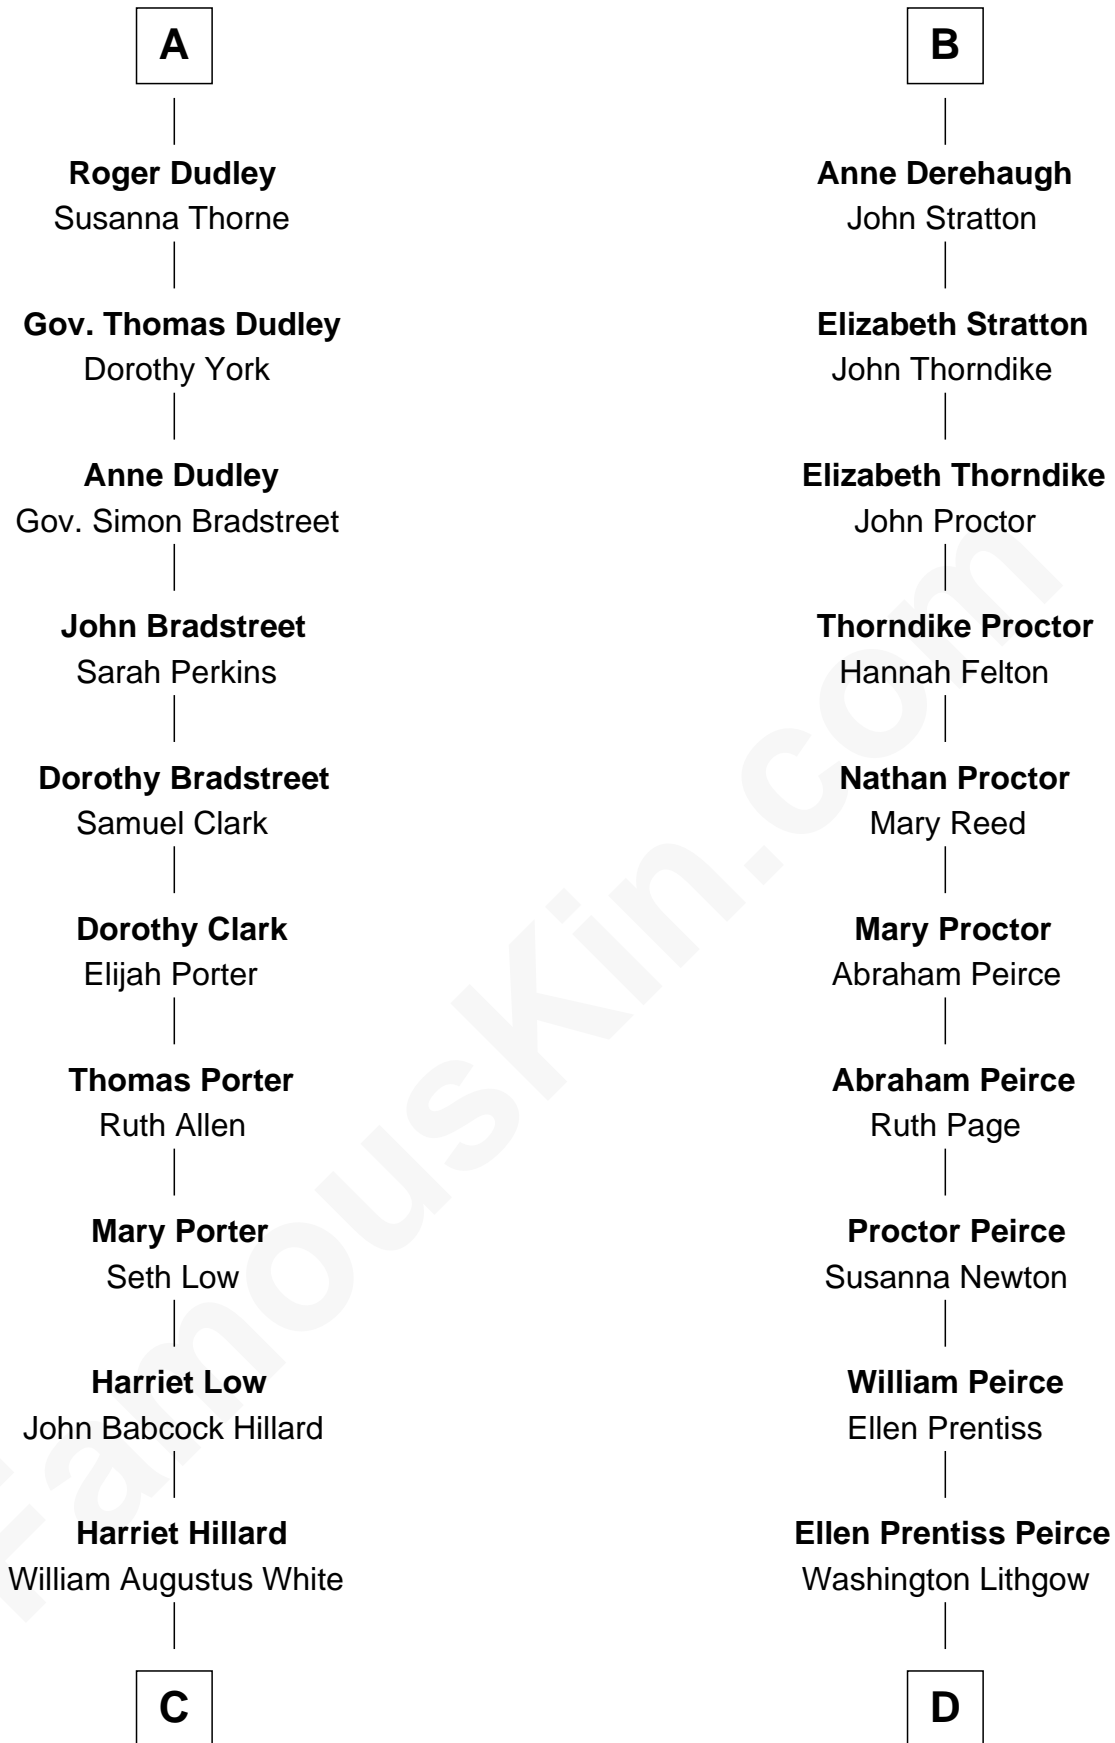 A
Roger Dudley
Susanna Thorne
Gov. Thomas Dudley
Dorothy York
Anne Dudley
Gov. Simon Bradstreet
John Bradstreet
Sarah Perkins
Dorothy Bradstreet
Samuel Clark
Dorothy Clark
Elijah Porter
Thomas Porter
Ruth Allen
Mary Porter
Seth Low
Harriet Low
John Babcock Hillard
Harriet Hillard
William Augustus White
C
B
Anne Derehaugh
John Stratton
Elizabeth Stratton
John Thorndike
Elizabeth Thorndike
John Proctor
Thorndike Proctor
Hannah Felton
Nathan Proctor
Mary Reed
Mary Proctor
Abraham Peirce
Abraham Peirce
Ruth Page
Proctor Peirce
Susanna Newton
William Peirce
Ellen Prentiss
Ellen Prentiss Peirce
Washington Lithgow
D
FamousKin.com